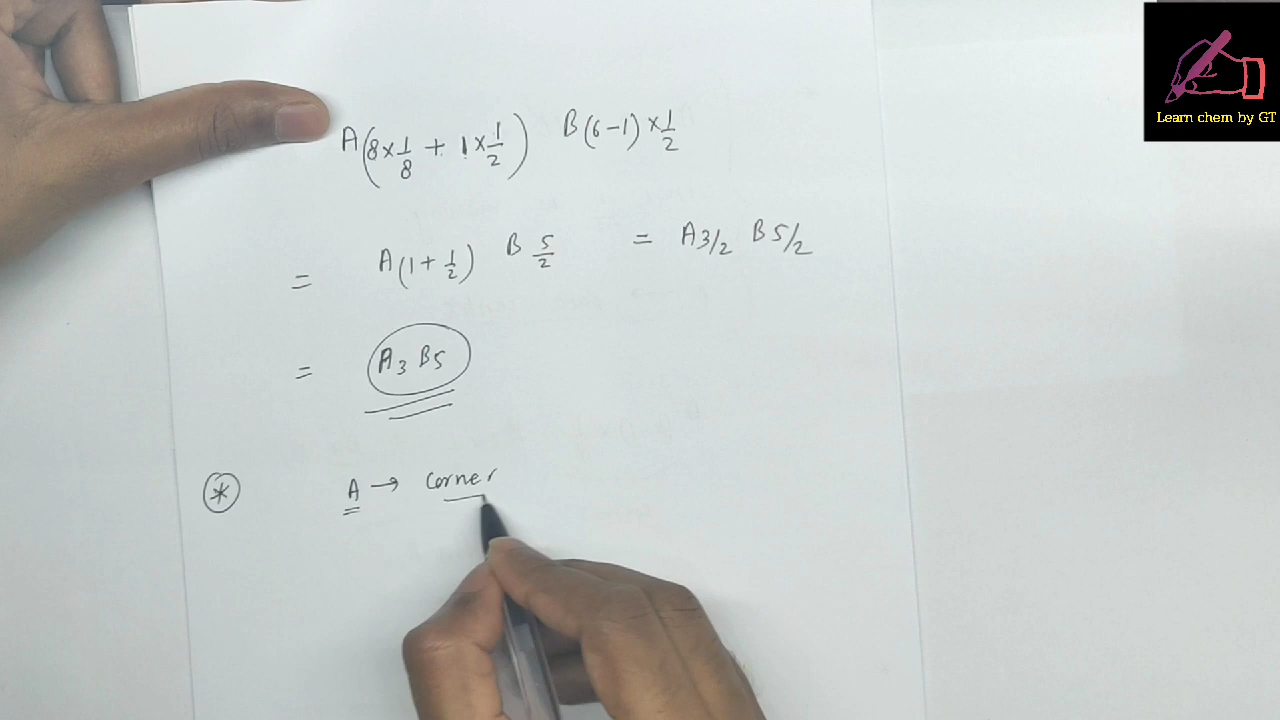 Learn chem by GT
A(8×1/8 + 1×1/2) B(6-1)×1/2
= A(1+1/2) B 5/2 = A3/2 B5/2
= A3 B5
* A → Corner